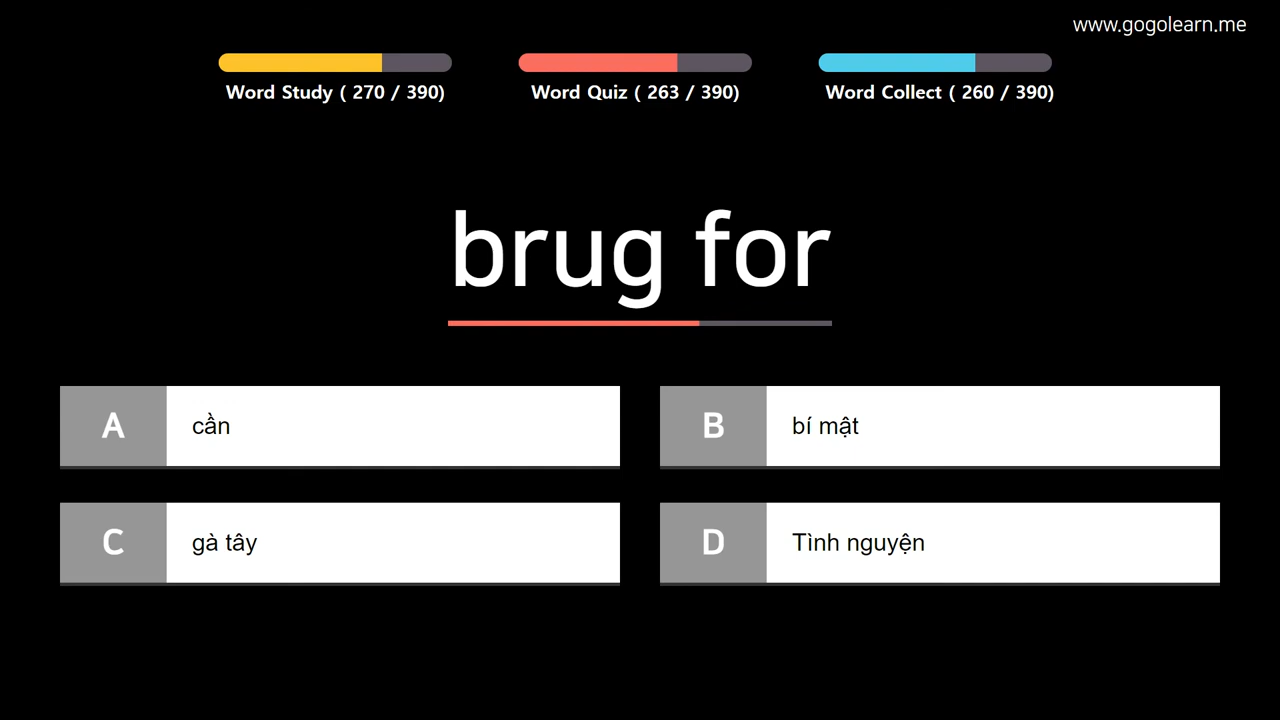 www.gogolearn.me
Word Study ( 270 / 390)
Word Quiz ( 263 / 390)
Word Collect ( 260 / 390)
brug for
A
cần
B
bí mật
C
gà tây
D
Tình nguyện